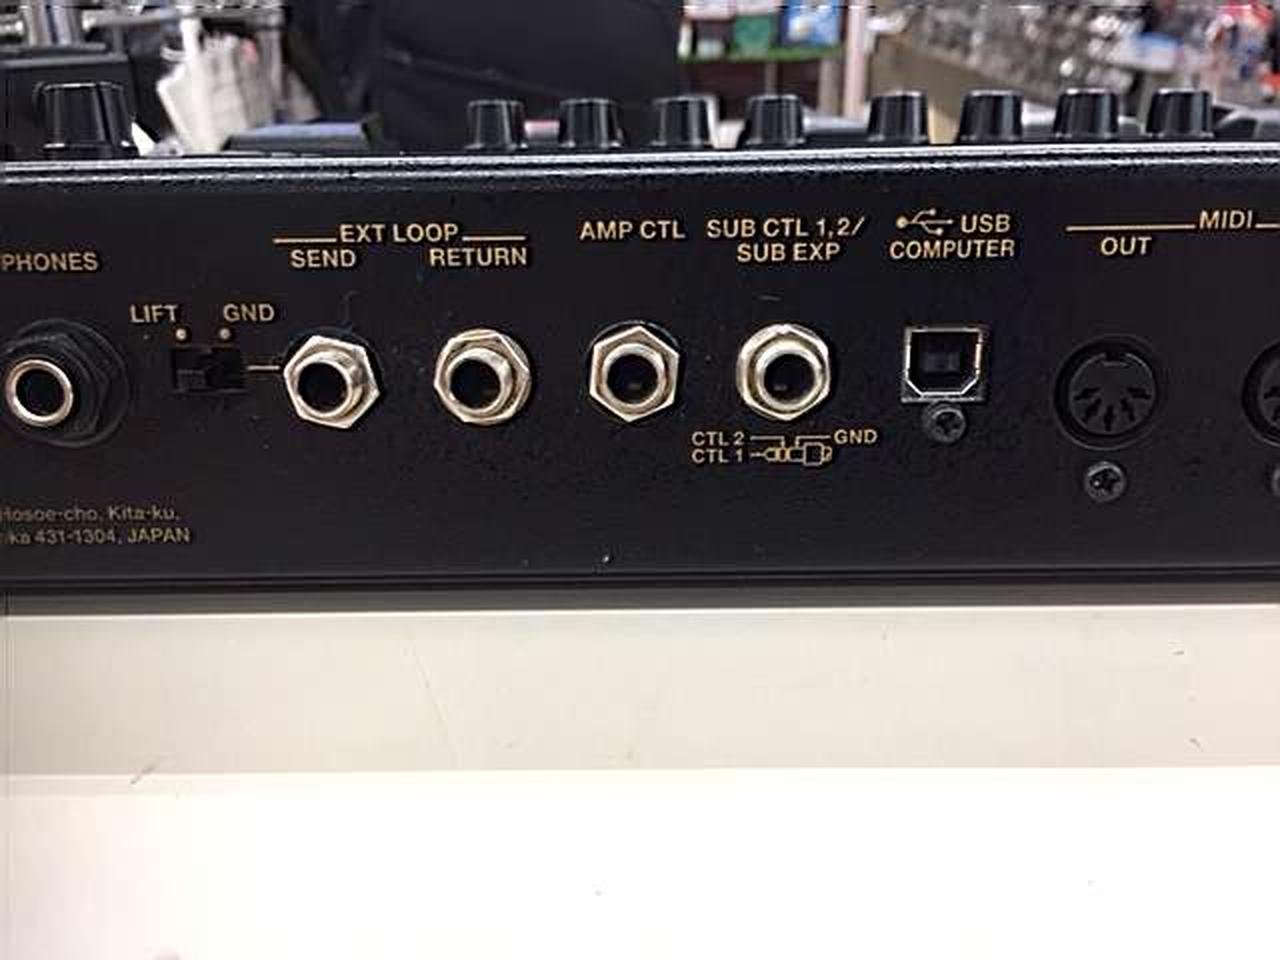 PHONES
EXT LOOP
SEND
RETURN
AMP CTL
SUB CTL 1,2/
SUB EXP
USB
COMPUTER
MIDI
OUT
LIFT
GND
CTL 2
GND
CTL 1
Hosoe-cho, Kita-ku,
431-1304, JAPAN